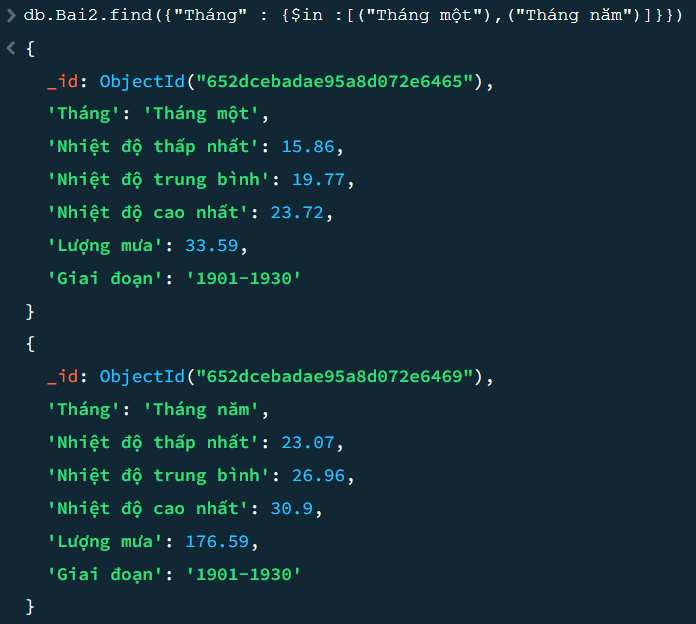 db.Bai2.find({"Tháng" : {$in :[("Tháng một"),("Tháng năm")]}})
{
_id: ObjectId("652dcebadae95a8d072e6465"),
'Tháng': 'Tháng một',
'Nhiệt độ thấp nhất': 15.86,
'Nhiệt độ trung bình': 19.77,
'Nhiệt độ cao nhất': 23.72,
'Lượng mưa': 33.59,
'Giai đoạn': '1901-1930'
}
{
_id: ObjectId("652dcebadae95a8d072e6469"),
'Tháng': 'Tháng năm',
'Nhiệt độ thấp nhất': 23.07,
'Nhiệt độ trung bình': 26.96,
'Nhiệt độ cao nhất': 30.9,
'Lượng mưa': 176.59,
'Giai đoạn': '1901-1930'
}